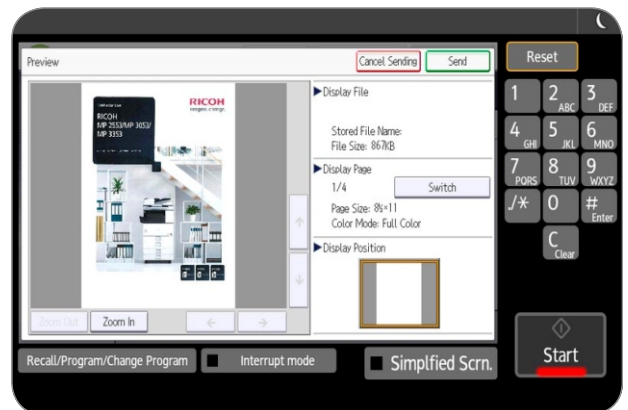 Preview
Cancel Sending
Send
Reset
RICOH
imagine. change.
RICOH
MP 2553/MP 3053/
MP 3353
▶Display File
Stored File Name:
File Size: 867KB
▶Display Page
1/4
Switch
Page Size: 8½×11
Color Mode: Full Color
▶Display Position
Zoom Out
Zoom In
← →
↑
↓
1 2 ABC 3 DEF
4 GHI 5 JKL 6 MNO
7 PQRS 8 TUV 9 WXYZ
./* 0 # Enter
C Clear
Recall/Program/Change Program
Interrupt mode
Simplfied Scrn.
Start